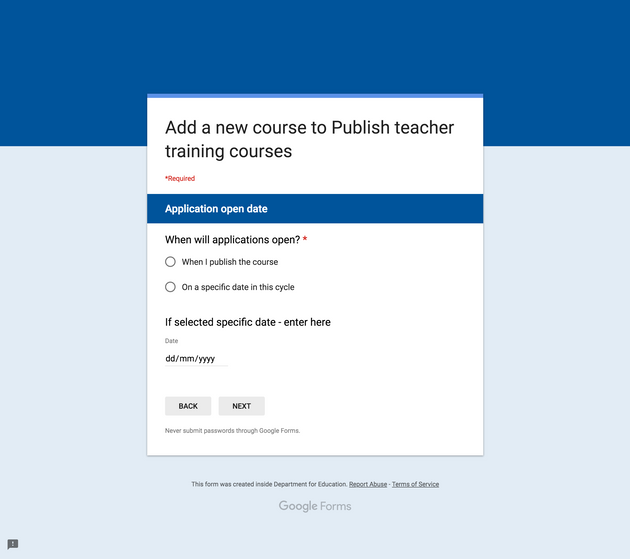 Add a new course to Publish teacher
training courses
*Required
Application open date
When will applications open? *
When I publish the course
On a specific date in this cycle
If selected specific date - enter here
Date
dd/mm/yyyy
BACK NEXT
Never submit passwords through Google Forms.
This form was created inside Department for Education. Report Abuse - Terms of Service
Google Forms